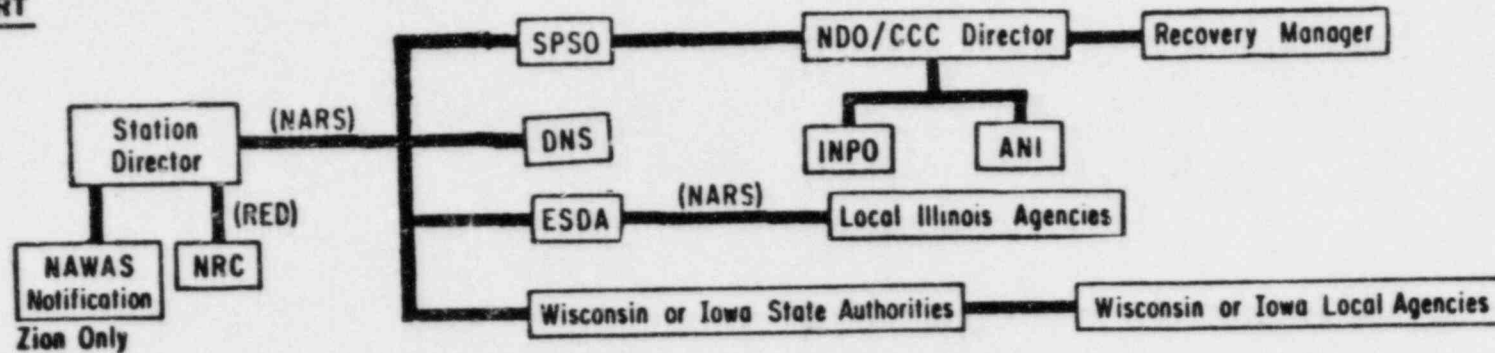 SPSO
NDO/CCC Director
Recovery Manager
Station
Director
(NARS)
DNS
INPO
ANI
(RED)
ESDA
(NARS)
Local Illinois Agencies
NAWAS
Notification
NRC
Zion Only
Wisconsin or Iowa State Authorities
Wisconsin or Iowa Local Agencies